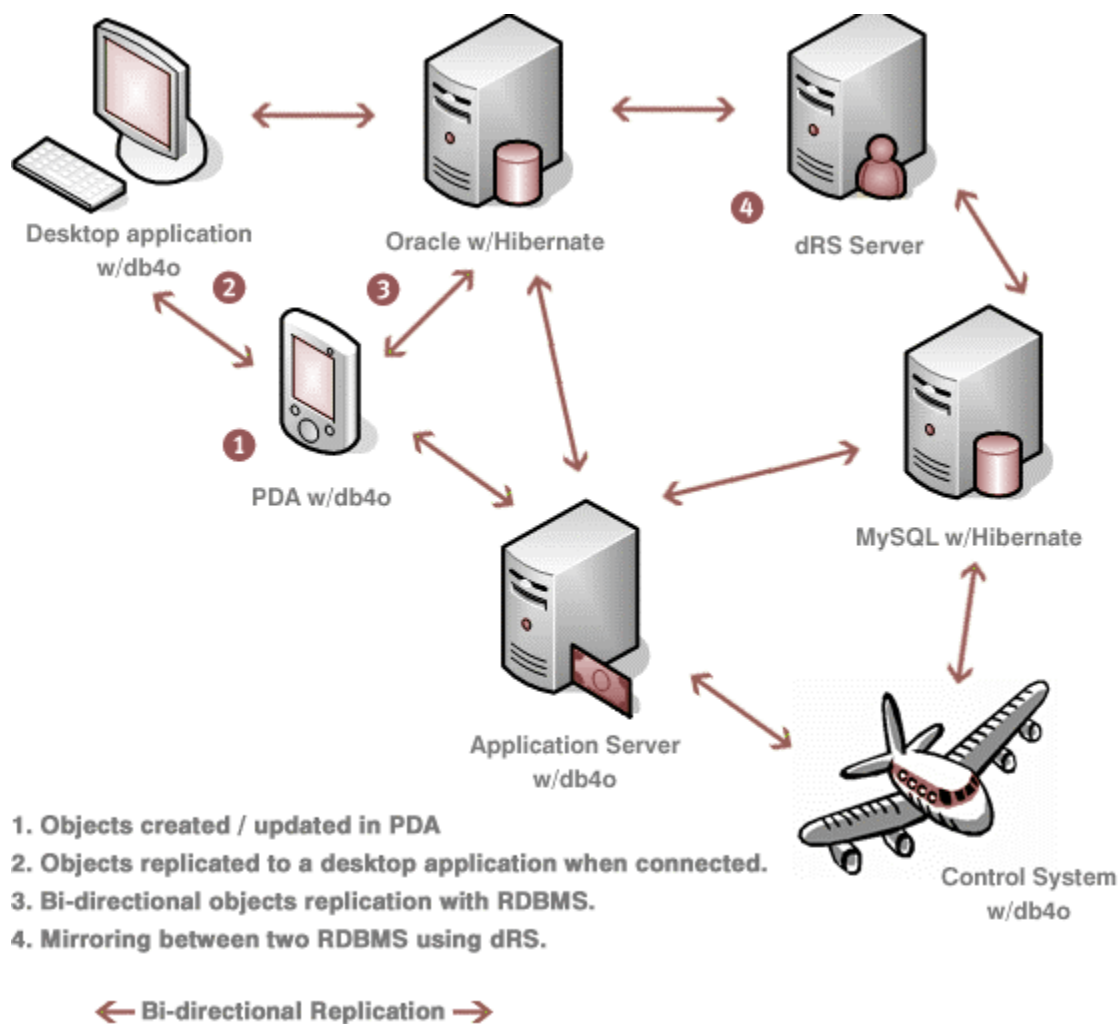 Desktop application
w/db4o
Oracle w/Hibernate
dRS Server
4
2
3
1
PDA w/db4o
MySQL w/Hibernate
Application Server
w/db4o
Control System
w/db4o
1. Objects created / updated in PDA
2. Objects replicated to a desktop application when connected.
3. Bi-directional objects replication with RDBMS.
4. Mirroring between two RDBMS using dRS.
Bi-directional Replication